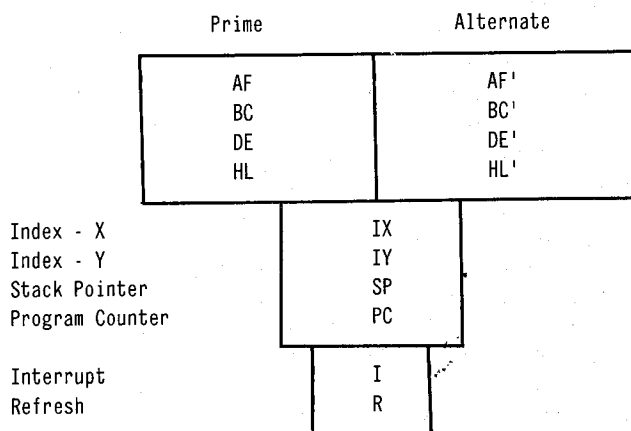 Prime Alternate
AF AF'
BC BC'
DE DE'
HL HL'
Index - X IX
Index - Y IY
Stack Pointer SP
Program Counter PC
Interrupt I
Refresh R